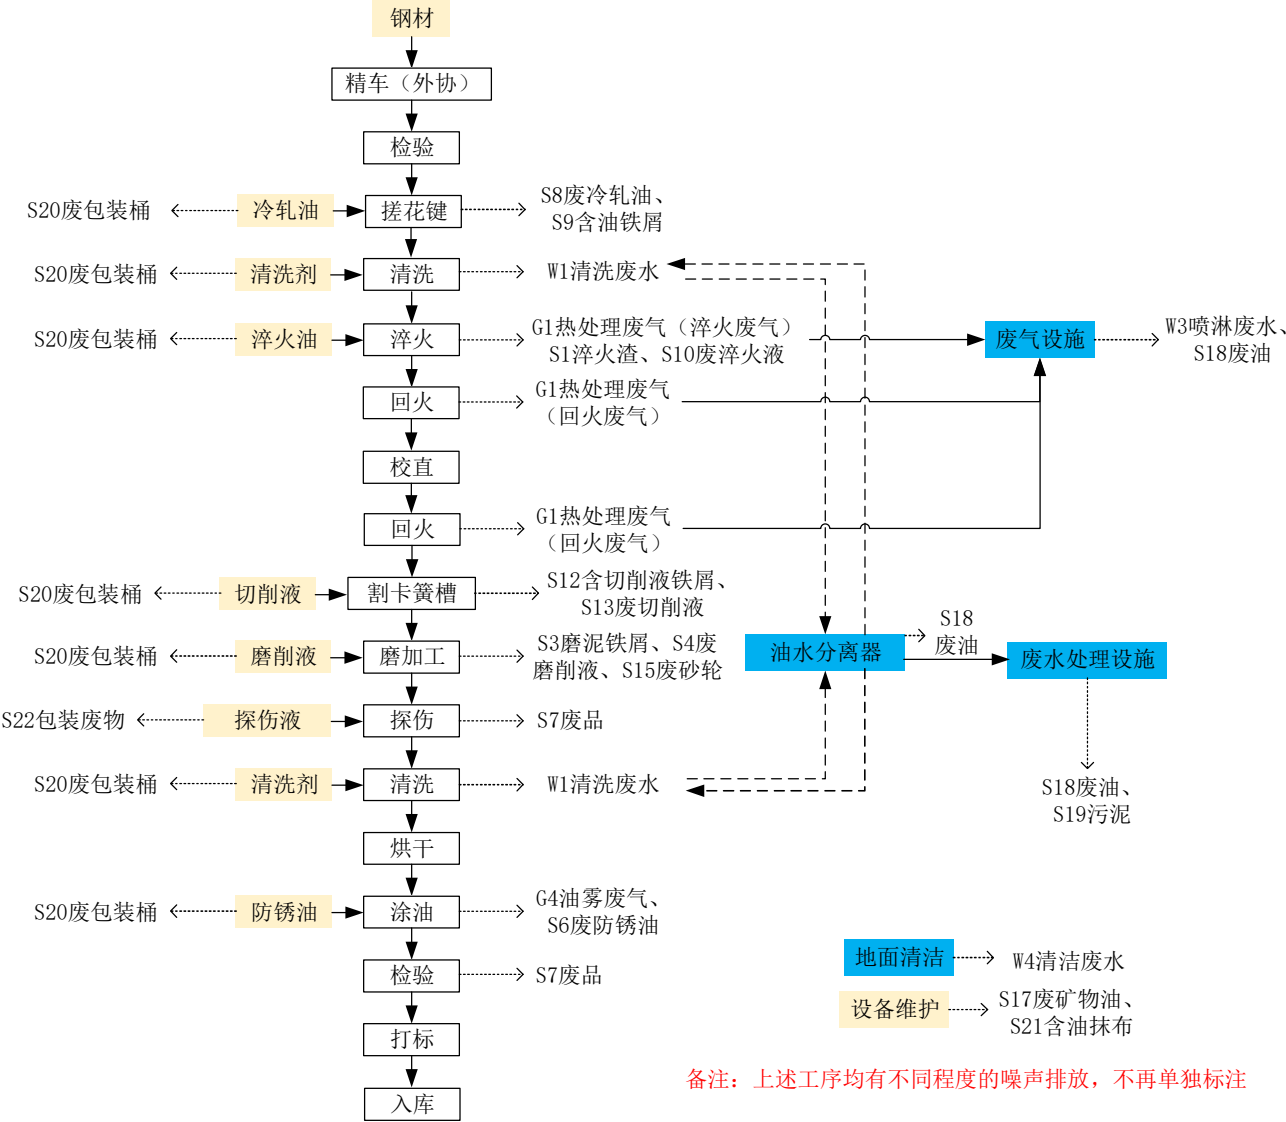 钢材
精车（外协）
检验
S20废包装桶
冷轧油
搓花键
S8废冷轧油、
S9含油铁屑
S20废包装桶
清洗剂
清洗
W1清洗废水
S20废包装桶
淬火油
淬火
G1热处理废气（淬火废气）
S1淬火渣、S10废淬火液
废气设施
W3喷淋废水、
S18废油
回火
G1热处理废气
（回火废气）
校直
回火
G1热处理废气
（回火废气）
S20废包装桶
切削液
割卡簧槽
S12含切削液铁屑、
S13废切削液
S20废包装桶
磨削液
磨加工
S3磨泥铁屑、S4废
磨削液、S15废砂轮
油水分离器
S18
废油
废水处理设施
S22包装废物
探伤液
探伤
S7废品
S20废包装桶
清洗剂
清洗
W1清洗废水
S18废油、
S19污泥
烘干
S20废包装桶
防锈油
涂油
G4油雾废气、
S6废防锈油
检验
S7废品
地面清洁
W4清洁废水
设备维护
S17废矿物油、
S21含油抹布
打标
备注：上述工序均有不同程度的噪声排放，不再单独标注
入库